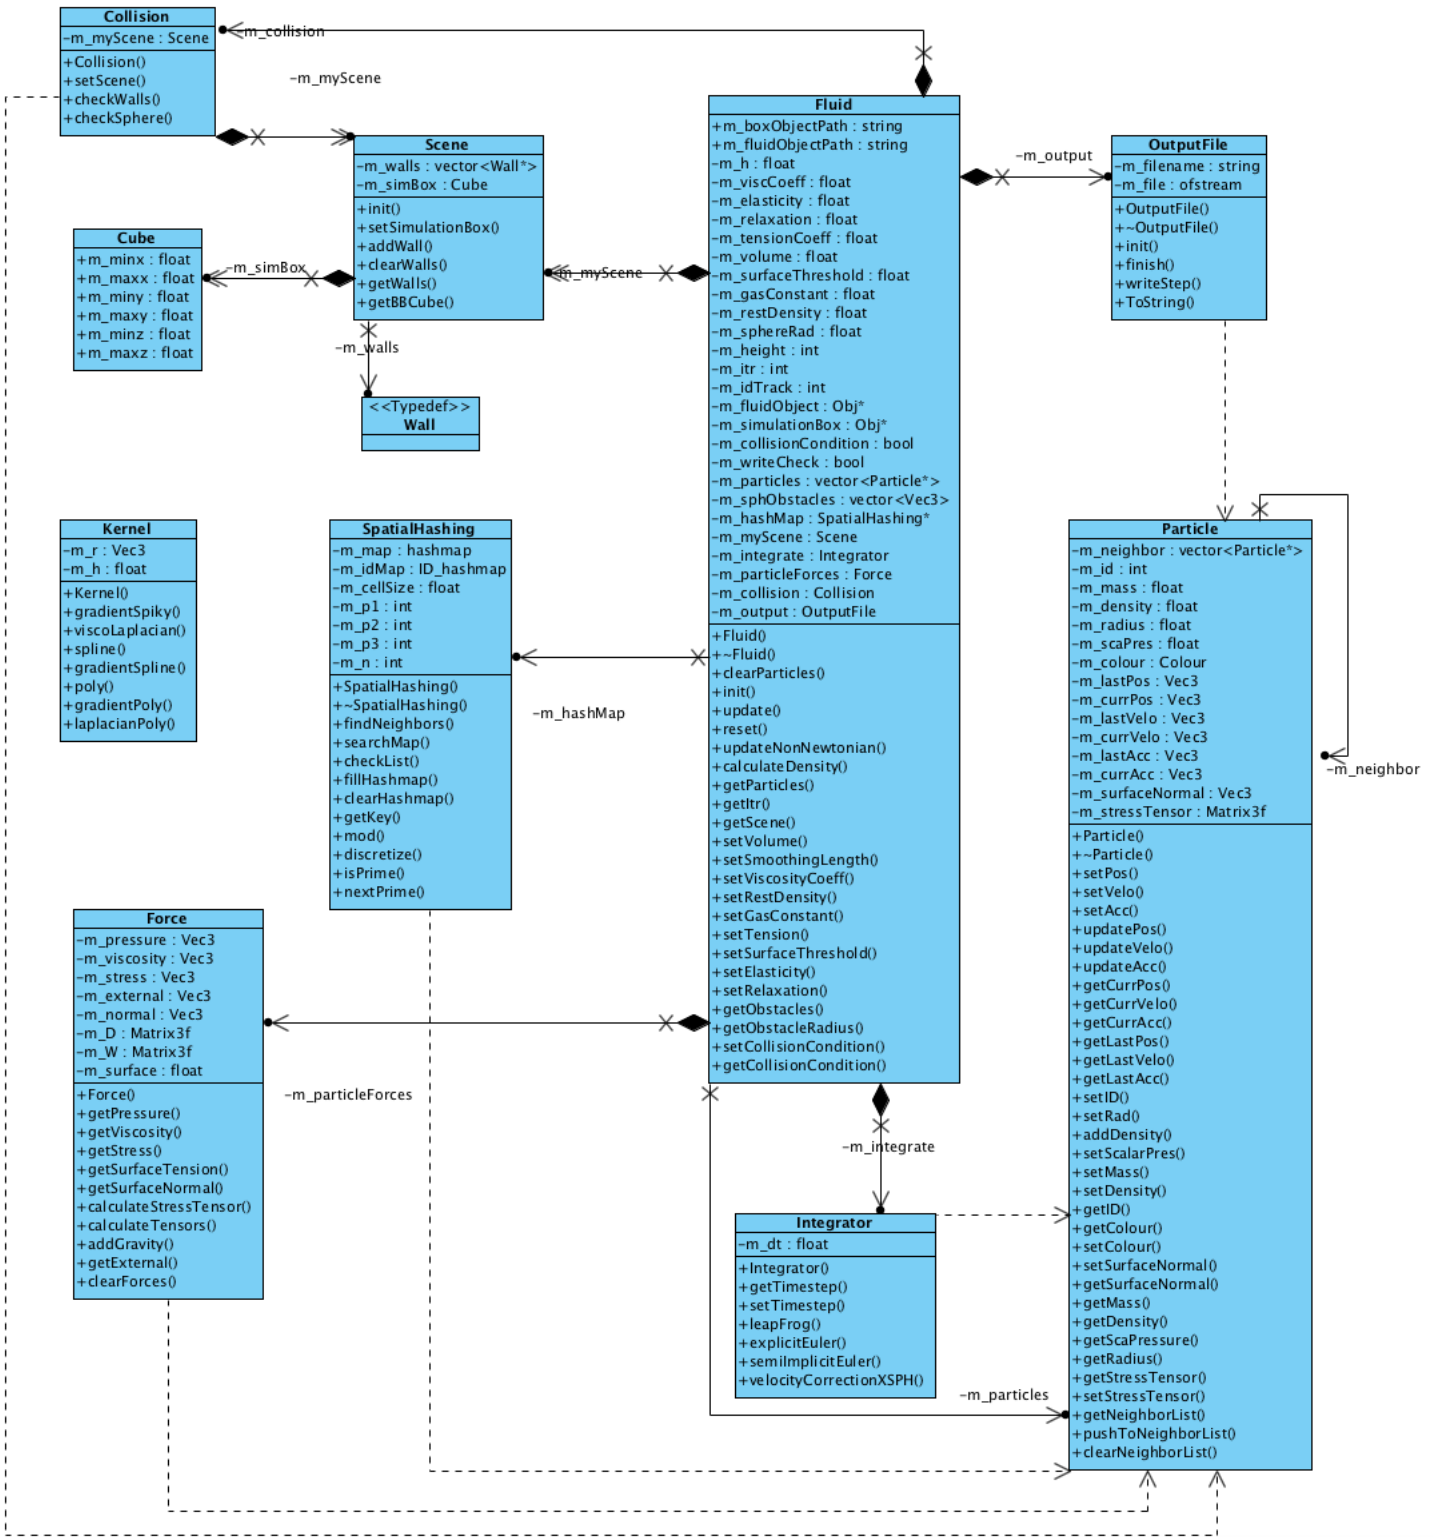 Collision
-m_myScene : Scene
+Collision()
+setScene()
+checkWalls()
+checkSphere()
-m_collision
-m_myScene
Scene
-m_walls : vector<Wall*>
-m_simBox : Cube
+init()
+setSimulationBox()
+addWall()
+clearWalls()
+getWalls()
+getBBCube()
Cube
+m_minx : float
+m_maxx : float
+m_miny : float
+m_maxy : float
+m_minz : float
+m_maxz : float
-m_simBox
-m_myScene
-m_walls
<<Typedef>>
Wall
Fluid
+m_boxObjectPath : string
+m_fluidObjectPath : string
-m_h : float
-m_viscCoeff : float
-m_elasticity : float
-m_relaxation : float
-m_tensionCoeff : float
-m_volume : float
-m_surfaceThreshold : float
-m_gasConstant : float
-m_restDensity : float
-m_sphereRad : float
-m_height : int
-m_itr : int
-m_idTrack : int
-m_fluidObject : Obj*
-m_simulationBox : Obj*
-m_collisionCondition : bool
-m_writeCheck : bool
-m_particles : vector<Particle*>
-m_sphObstacles : vector<Vec3>
-m_hashMap : SpatialHashing*
-m_myScene : Scene
-m_integrate : Integrator
-m_particleForces : Force
-m_collision : Collision
-m_output : OutputFile
+Fluid()
+~Fluid()
+clearParticles()
+init()
+update()
+reset()
+updateNonNewtonian()
+calculateDensity()
+getParticles()
+getItr()
+getScene()
+setVolume()
+setSmoothingLength()
+setViscosityCoeff()
+setRestDensity()
+setGasConstant()
+setTension()
+setSurfaceThreshold()
+setElasticity()
+setRelaxation()
+getObstacles()
+getObstacleRadius()
+setCollisionCondition()
+getCollisionCondition()
-m_output
OutputFile
-m_filename : string
-m_file : ofstream
+OutputFile()
+~OutputFile()
+init()
+finish()
+writeStep()
+ToString()
Kernel
-m_r : Vec3
-m_h : float
+Kernel()
+gradientSpiky()
+viscoLaplacian()
+spline()
+gradientSpline()
+poly()
+gradientPoly()
+laplacianPoly()
SpatialHashing
-m_map : hashmap
-m_idMap : ID_hashmap
-m_cellSize : float
-m_p1 : int
-m_p2 : int
-m_p3 : int
-m_n : int
+SpatialHashing()
+~SpatialHashing()
+findNeighbors()
+searchMap()
+checkList()
+fillHashmap()
+clearHashmap()
+getKey()
+mod()
+discretize()
+isPrime()
+nextPrime()
-m_hashMap
Particle
-m_neighbor : vector<Particle*>
-m_id : int
-m_mass : float
-m_density : float
-m_radius : float
-m_scaPres : float
-m_colour : Colour
-m_lastPos : Vec3
-m_currPos : Vec3
-m_lastVelo : Vec3
-m_currVelo : Vec3
-m_lastAcc : Vec3
-m_currAcc : Vec3
-m_surfaceNormal : Vec3
-m_stressTensor : Matrix3f
+Particle()
+~Particle()
+setPos()
+setVelo()
+setAcc()
+updatePos()
+updateVelo()
+updateAcc()
+getCurrPos()
+getCurrVelo()
+getCurrAcc()
+getLastPos()
+getLastVelo()
+getLastAcc()
+setID()
+setRad()
+addDensity()
+setScalarPres()
+setMass()
+setDensity()
+getID()
+getColour()
+setColour()
+setSurfaceNormal()
+getSurfaceNormal()
+getMass()
+getDensity()
+getScaPressure()
+getRadius()
+getStressTensor()
+setStressTensor()
+getNeighborList()
+pushToNeighborList()
+clearNeighborList()
-m_neighbor
Force
-m_pressure : Vec3
-m_viscosity : Vec3
-m_stress : Vec3
-m_external : Vec3
-m_normal : Vec3
-m_D : Matrix3f
-m_W : Matrix3f
-m_surface : float
+Force()
+getPressure()
+getViscosity()
+getStress()
+getSurfaceTension()
+getSurfaceNormal()
+calculateStressTensor()
+calculateTensors()
+addGravity()
+getExternal()
+clearForces()
-m_particleForces
-m_integrate
Integrator
-m_dt : float
+Integrator()
+getTimestep()
+setTimestep()
+leapFrog()
+explicitEuler()
+semiImplicitEuler()
+velocityCorrectionXSPH()
-m_particles